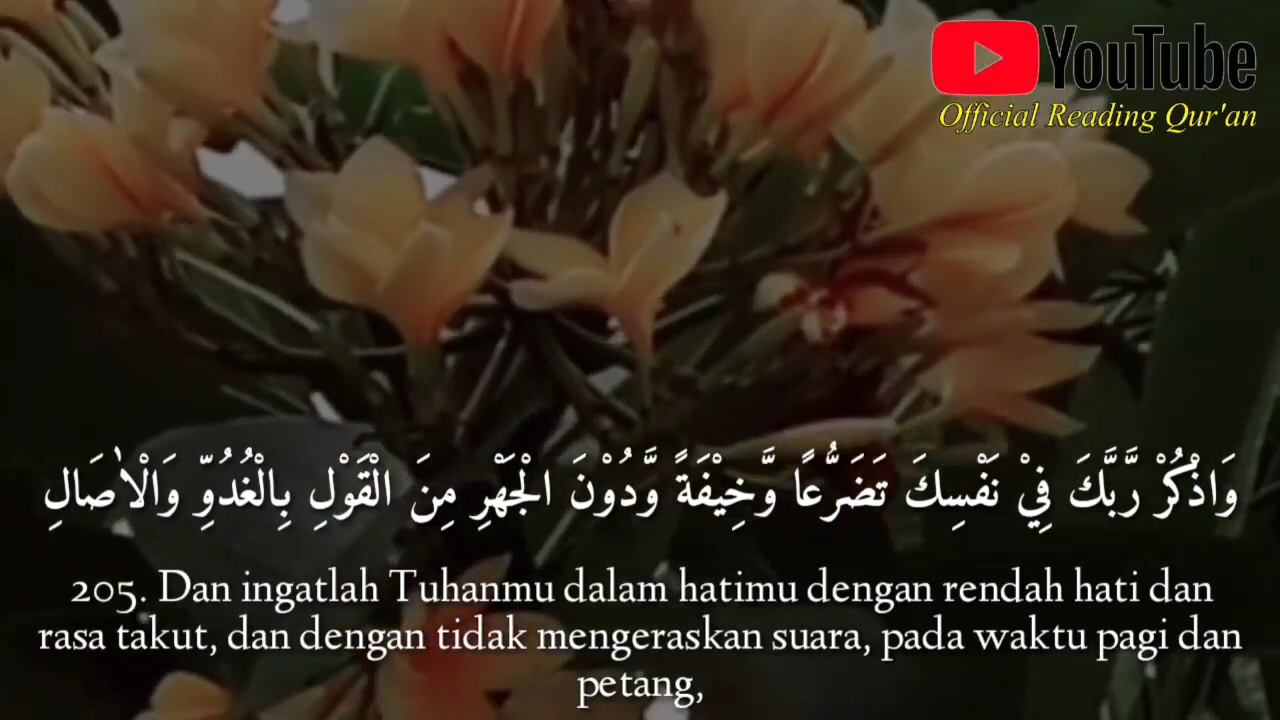 YouTube
Official Reading Qur'an
وَاذْكُرْ رَّبَّكَ فِيْ نَفْسِكَ تَضَرُّعًا وَّخِيْفَةً وَّدُوْنَ الْجَهْرِ مِنَ الْقَوْلِ بِالْغُدُوِّ وَالْاٰصَالِ
205. Dan ingatlah Tuhanmu dalam hatimu dengan rendah hati dan
rasa takut, dan dengan tidak mengeraskan suara, pada waktu pagi dan
petang,